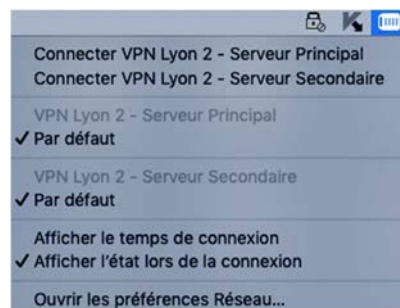 Connecter VPN Lyon 2 - Serveur Principal
Connecter VPN Lyon 2 - Serveur Secondaire
VPN Lyon 2 - Serveur Principal
✓ Par défaut
VPN Lyon 2 - Serveur Secondaire
✓ Par défaut
Afficher le temps de connexion
✓ Afficher l'état lors de la connexion
Ouvrir les préférences Réseau...